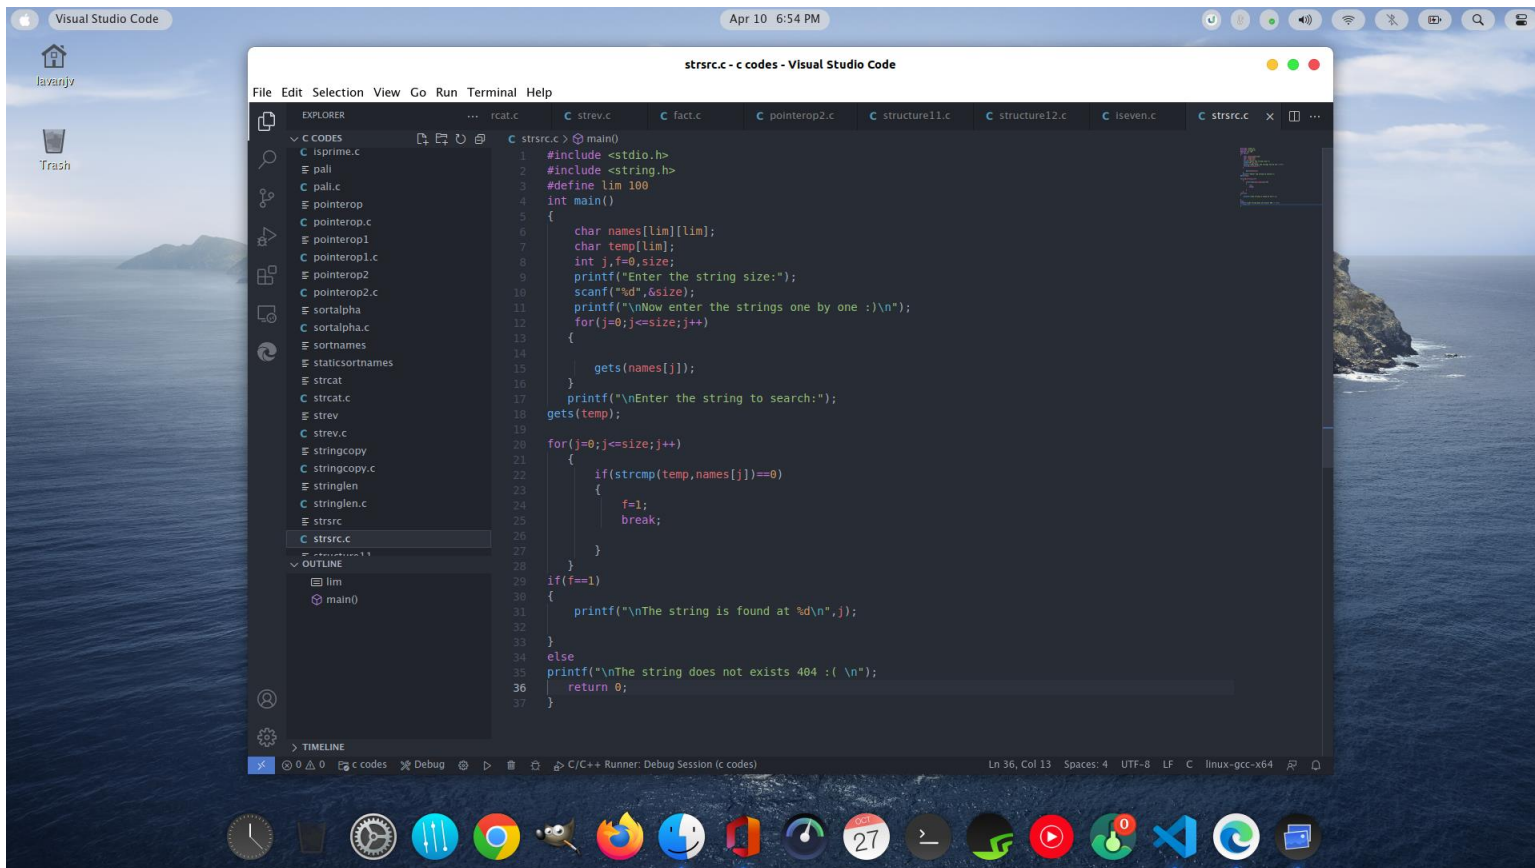 Visual Studio Code
Apr 10 6:54 PM
lavanjv
Trash
strsrc.c - c codes - Visual Studio Code
File Edit Selection View Go Run Terminal Help
EXPLORER
rcat.c
C strev.c
C fact.c
C pointerop2.c
C structure11.c
C structure12.c
C iseven.c
C strsrc.c
C CODES
C isprime.c
pali
C pali.c
pointerop
C pointerop.c
pointerop1
C pointerop1.c
pointerop2
C pointerop2.c
sortalpha
C sortalpha.c
sortnames
staticsortnames
strcat
C strcat.c
strev
C strev.c
stringcopy
C stringcopy.c
stringlen
C stringlen.c
strsrc
C strsrc.c
structure11
OUTLINE
lim
main()
TIMELINE
C strsrc.c > main()
1 #include <stdio.h>
2 #include <string.h>
3 #define lim 100
4 int main()
5 {
6 char names[lim][lim];
7 char temp[lim];
8 int j,f=0,size;
9 printf("Enter the string size:");
10 scanf("%d",&size);
11 printf("\nNow enter the strings one by one :)\n");
12 for(j=0;j<=size;j++)
13 {
14
15 gets(names[j]);
16 }
17 printf("\nEnter the string to search:");
18 gets(temp);
19
20 for(j=0;j<=size;j++)
21 {
22 if(strcmp(temp,names[j])==0)
23 {
24 f=1;
25 break;
26
27 }
28 }
29 if(f==1)
30 {
31 printf("\nThe string is found at %d\n",j);
32
33 }
34 else
35 printf("\nThe string does not exists 404 :( \n");
36 return 0;
37 }
0 0 c codes Debug C/C++ Runner: Debug Session (c codes)
Ln 36, Col 13 Spaces: 4 UTF-8 LF C linux-gcc-x64
OCT
27
0